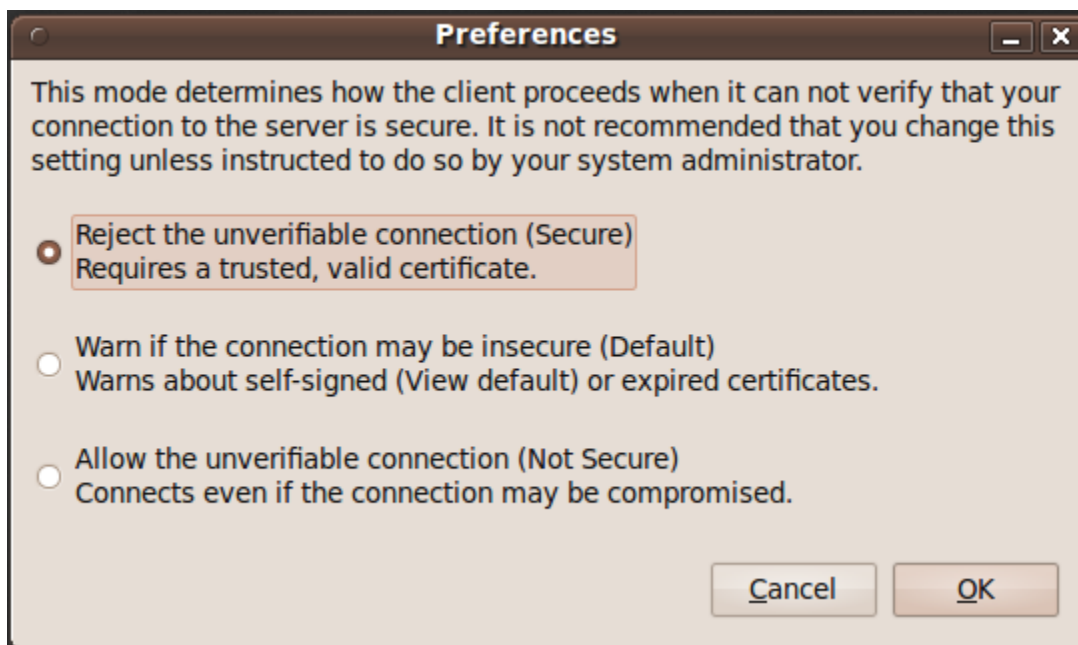 Preferences
This mode determines how the client proceeds when it can not verify that your
connection to the server is secure. It is not recommended that you change this
setting unless instructed to do so by your system administrator.
Reject the unverifiable connection (Secure)
Requires a trusted, valid certificate.
Warn if the connection may be insecure (Default)
Warns about self-signed (View default) or expired certificates.
Allow the unverifiable connection (Not Secure)
Connects even if the connection may be compromised.
Cancel OK